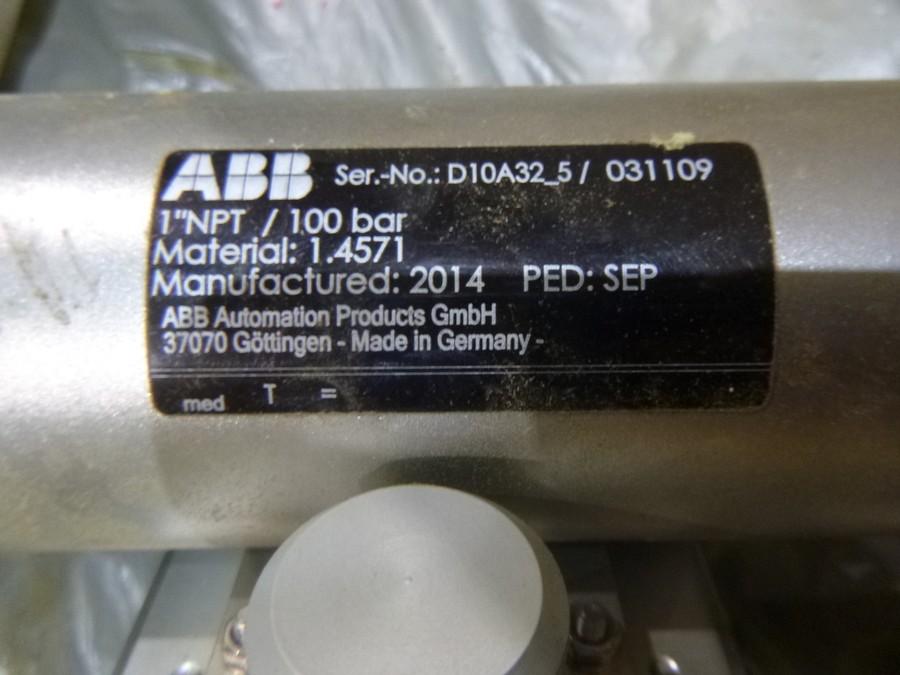 ABB Ser.-No.: D10A32_5 / 031109
1"NPT / 100 bar
Material: 1.4571
Manufactured: 2014 PED: SEP
ABB Automation Products GmbH
37070 Göttingen - Made in Germany -
med T =